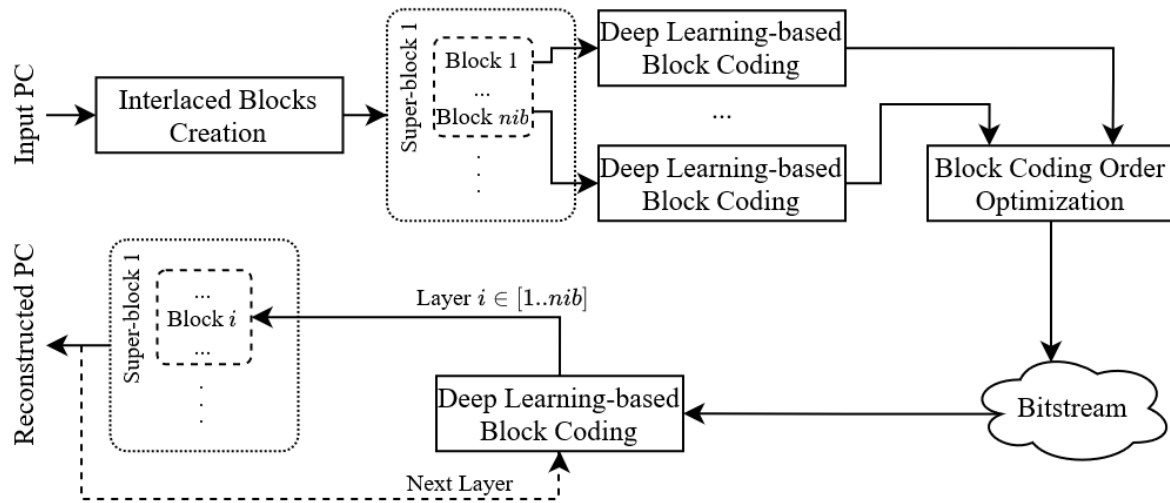 Input PC
Interlaced Blocks
Creation
Super-block 1
Block 1
...
Block nib
.
.
.
Deep Learning-based
Block Coding
...
Deep Learning-based
Block Coding
Block Coding Order
Optimization
Reconstructed PC
Super-block 1
...
Block i
...
.
.
.
Layer i ∈ [1..nib]
Deep Learning-based
Block Coding
Bitstream
Next Layer